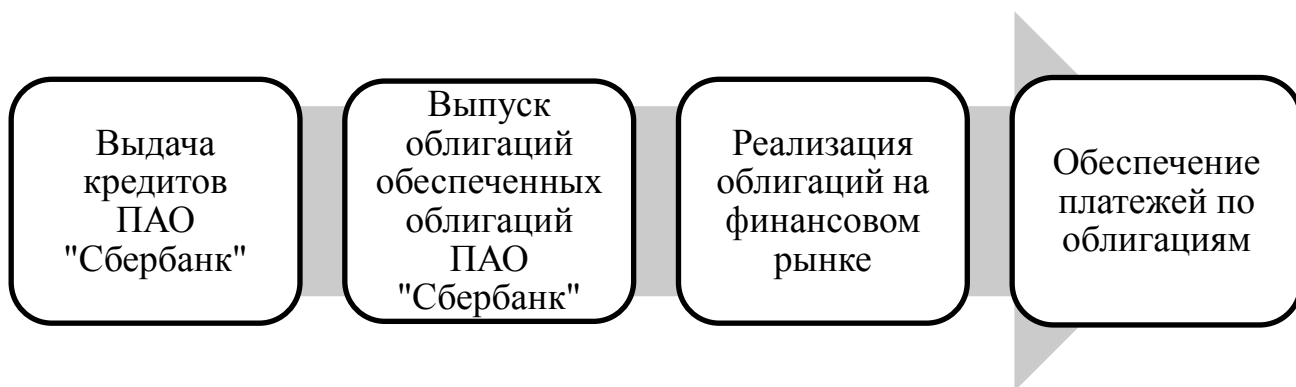 Выдача
кредитов
ПАО
"Сбербанк"
Выпуск
облигаций
обеспеченных
облигаций
ПАО
"Сбербанк"
Реализация
облигаций на
финансовом
рынке
Обеспечение
платежей по
облигациям